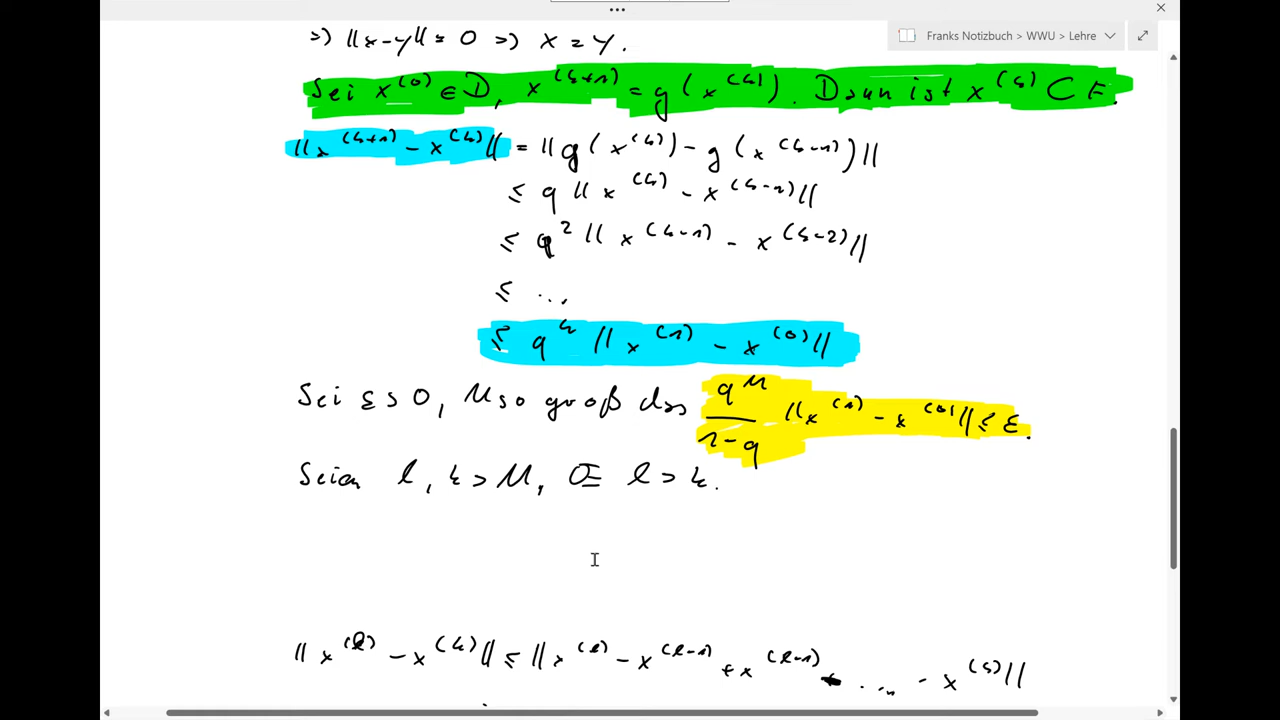 ⇒) ||x-y|| = 0 ⇒) x = y.
Franks Notizbuch > WWU > Lehre
Sei x^(0) ∈ D, x^(k+1) = g(x^(k)). Dann ist x^(k) CF.
||x^(k+1) - x^(k)|| = ||g(x^(k)) - g(x^(k-1))||
≤ q ||x^(k) - x^(k-1)||
≤ q^2 ||x^(k-1) - x^(k-2)||
≤ ...
≤ q^k ||x^(1) - x^(0)||
Sei ε > 0, M so groß dass q^M / (1-q) ||x^(1) - x^(0)|| ≤ ε.
Seien l, k > M, OE l > k.
||x^(l) - x^(k)|| ≤ ||x^(l) - x^(l-1) + x^(l-1) + ... - x^(k)||